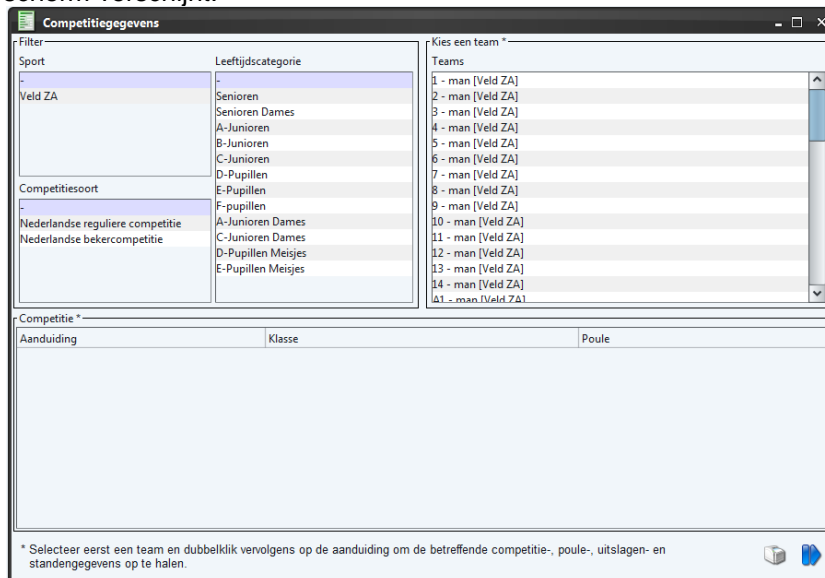 scherm verschijnt.
Competitiegegevens
Filter
Sport
-
Veld ZA
Competitiesoort
-
Nederlandse reguliere competitie
Nederlandse bekercompetitie
Leeftijdscategorie
-
Senioren
Senioren Dames
A-Junioren
B-Junioren
C-Junioren
D-Pupillen
E-Pupillen
F-pupillen
A-Junioren Dames
C-Junioren Dames
D-Pupillen Meisjes
E-Pupillen Meisjes
Kies een team *
Teams
1 - man [Veld ZA]
2 - man [Veld ZA]
3 - man [Veld ZA]
4 - man [Veld ZA]
5 - man [Veld ZA]
6 - man [Veld ZA]
7 - man [Veld ZA]
8 - man [Veld ZA]
9 - man [Veld ZA]
10 - man [Veld ZA]
11 - man [Veld ZA]
12 - man [Veld ZA]
13 - man [Veld ZA]
14 - man [Veld ZA]
A1 - man [Veld ZA]
Competitie *
Aanduiding Klasse Poule
* Selecteer eerst een team en dubbelklik vervolgens op de aanduiding om de betreffende competitie-, poule-, uitslagen- en
standengegevens op te halen.